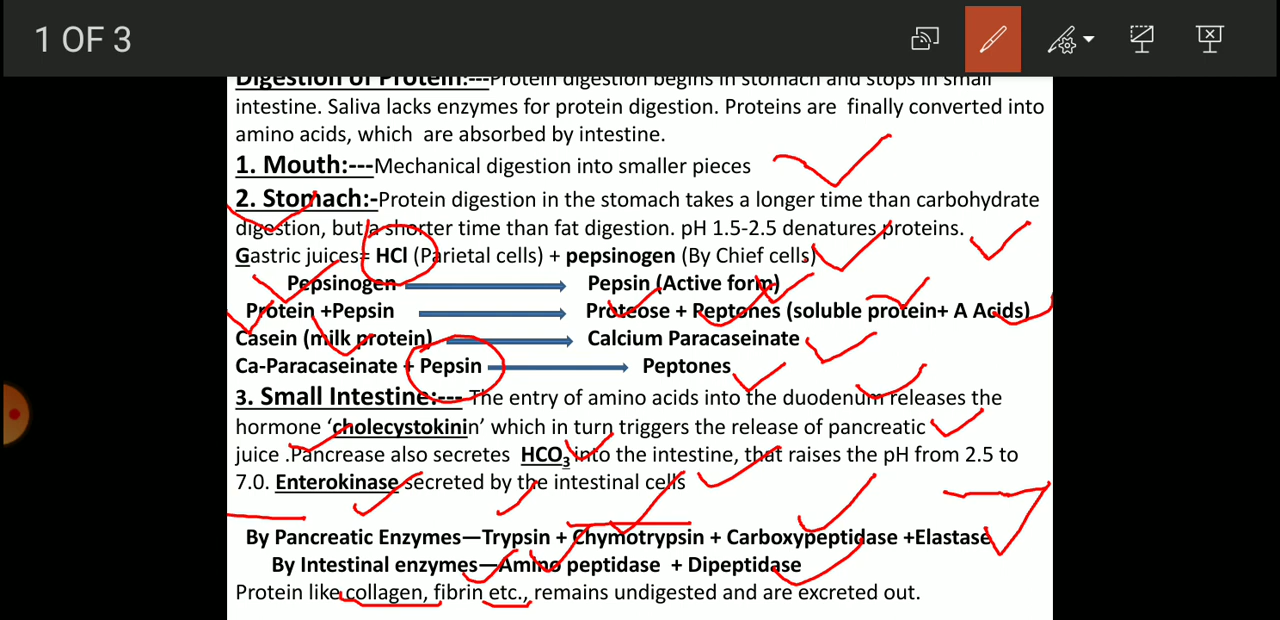 1 OF 3
Digestion of Protein:---Protein digestion begins in stomach and stops in small
intestine. Saliva lacks enzymes for protein digestion. Proteins are finally converted into
amino acids, which are absorbed by intestine.
1. Mouth:---Mechanical digestion into smaller pieces
2. Stomach:-Protein digestion in the stomach takes a longer time than carbohydrate
digestion, but a shorter time than fat digestion. pH 1.5-2.5 denatures proteins.
Gastric juices= HCl (Parietal cells) + pepsinogen (By Chief cells)
Pepsinogen Pepsin (Active form)
Protein +Pepsin Proteose + Peptones (soluble protein+ A Acids)
Casein (milk protein) Calcium Paracaseinate
Ca-Paracaseinate + Pepsin Peptones
3. Small Intestine:--- The entry of amino acids into the duodenum releases the
hormone ‘cholecystokinin’ which in turn triggers the release of pancreatic
juice .Pancrease also secretes HCO3 into the intestine, that raises the pH from 2.5 to
7.0. Enterokinase secreted by the intestinal cells
By Pancreatic Enzymes—Trypsin + Chymotrypsin + Carboxypeptidase +Elastase
By Intestinal enzymes—Amino peptidase + Dipeptidase
Protein like collagen, fibrin etc., remains undigested and are excreted out.